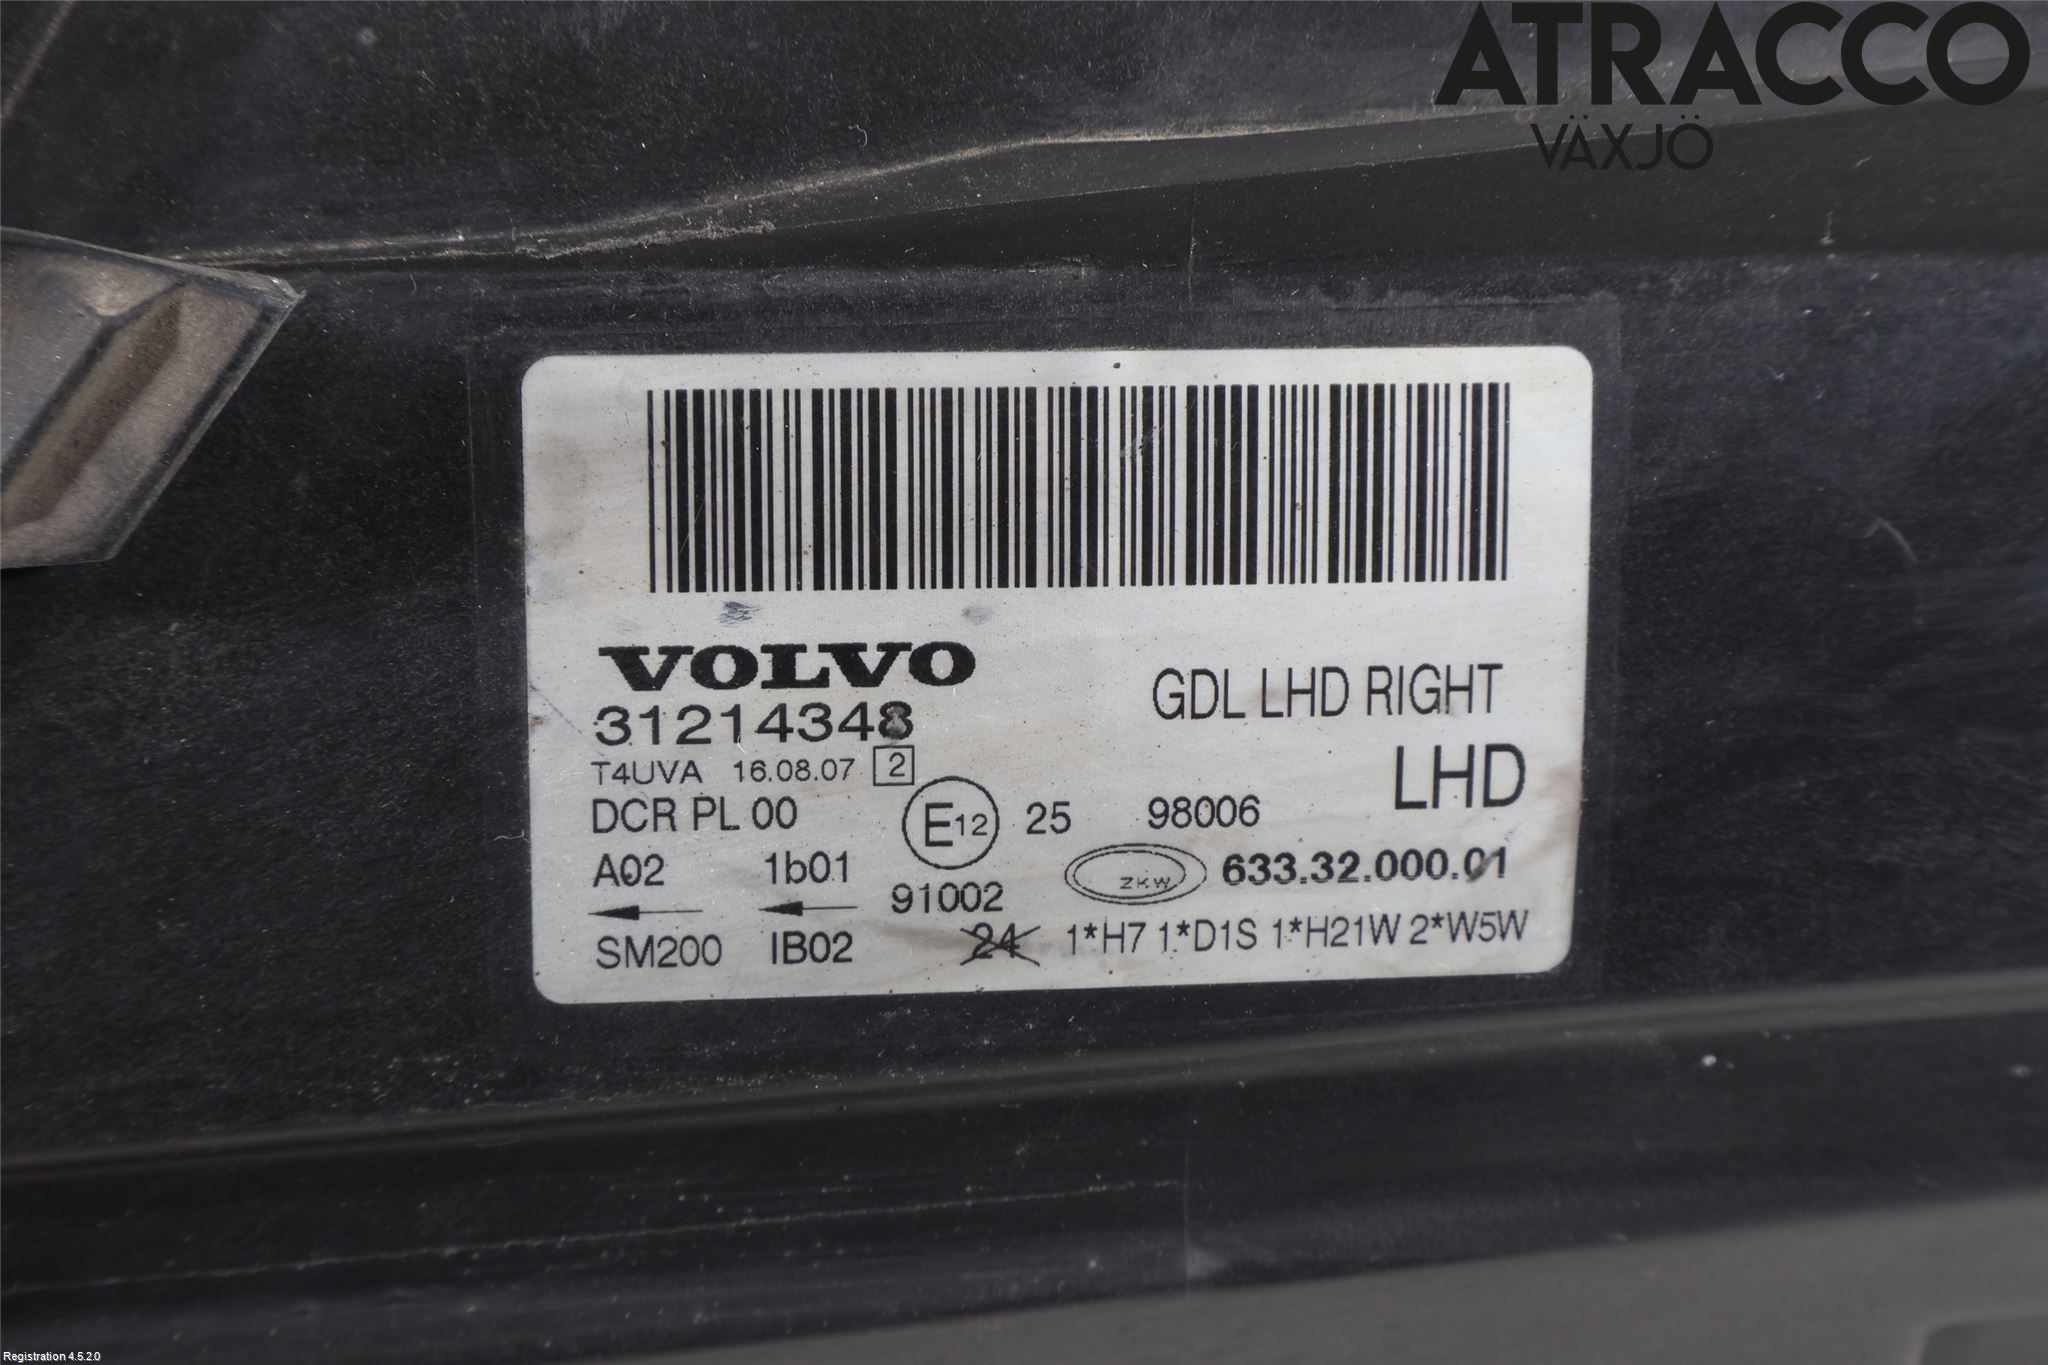 ATRACCO
VÄXJÖ
VOLVO
GDL LHD RIGHT
31214348
LHD
T4UVA 16.08.07 2
DCR PL 00
E12 25 98006
A02 1b01
ZKW 633.32.000.01
91002
SM200 IB02
24 1*H7 1*D1S 1*H21W 2*W5W
Registration 4.5.2.0